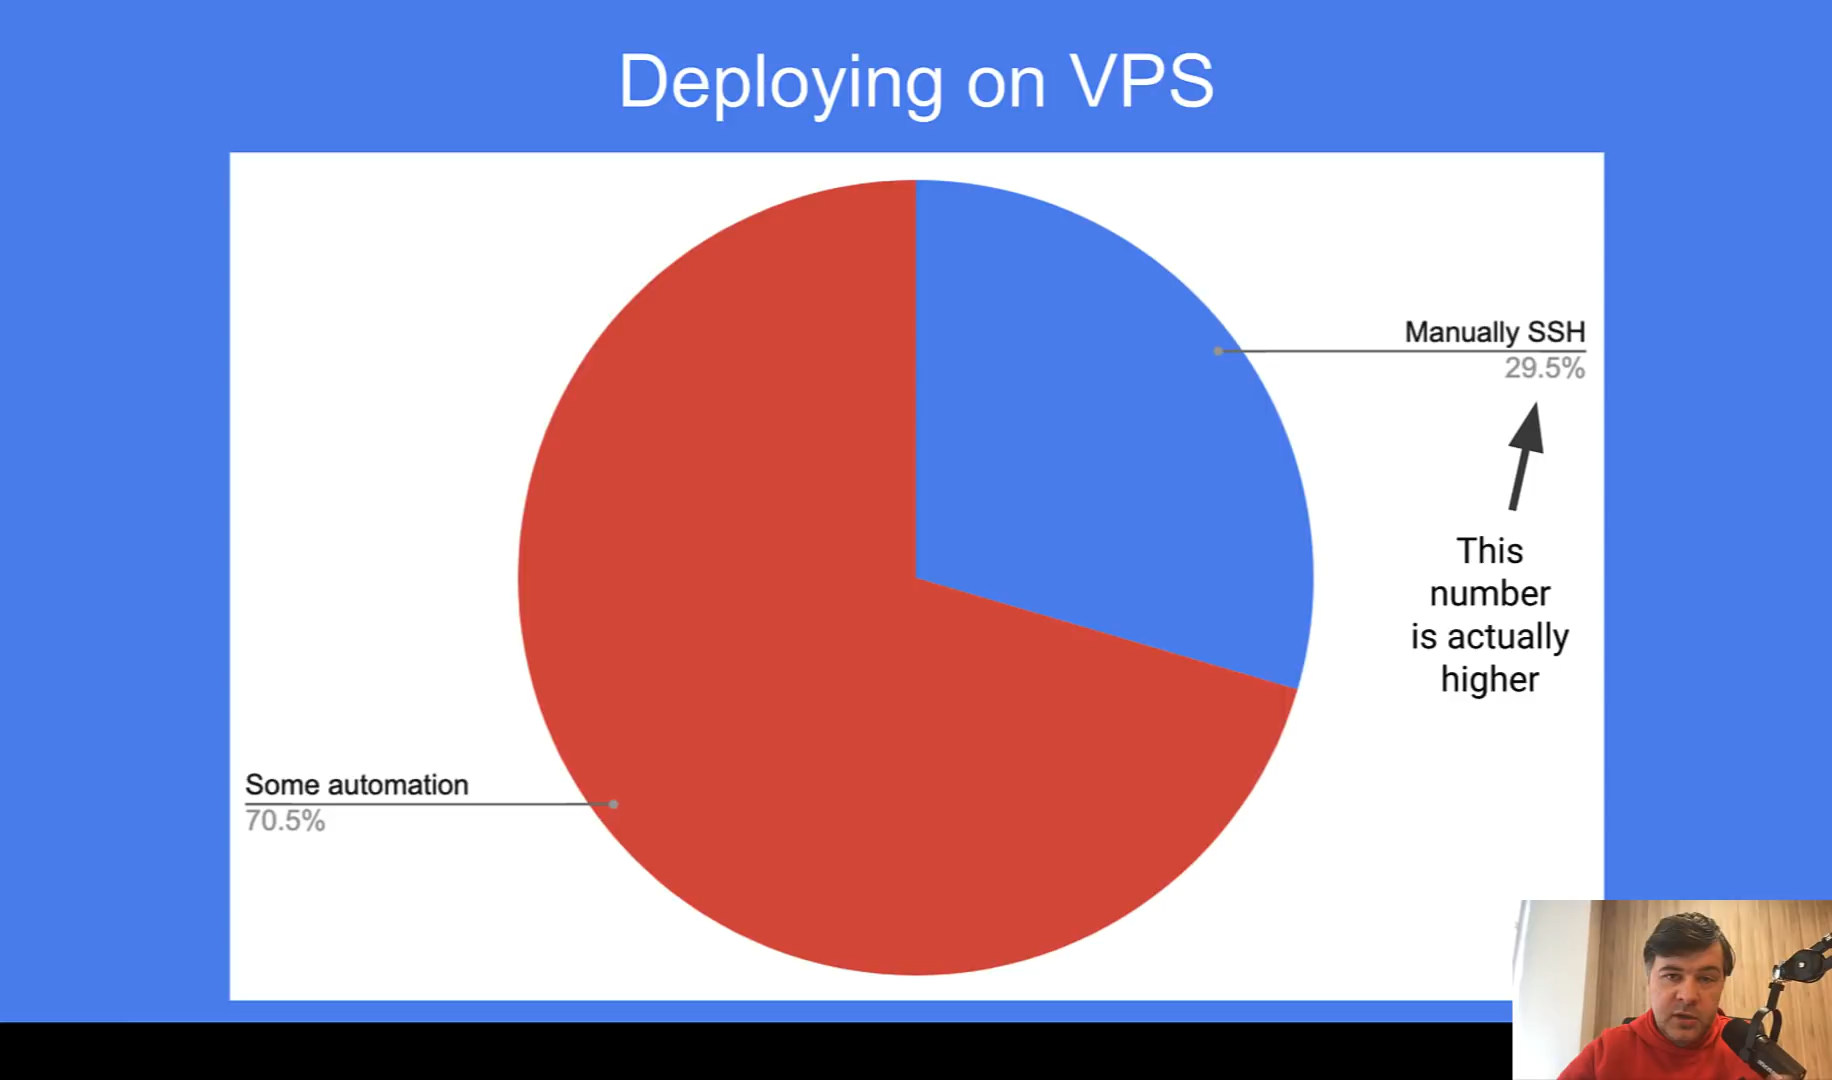 Deploying on VPS
Manually SSH
29.5%
This
number
is actually
higher
Some automation
70.5%